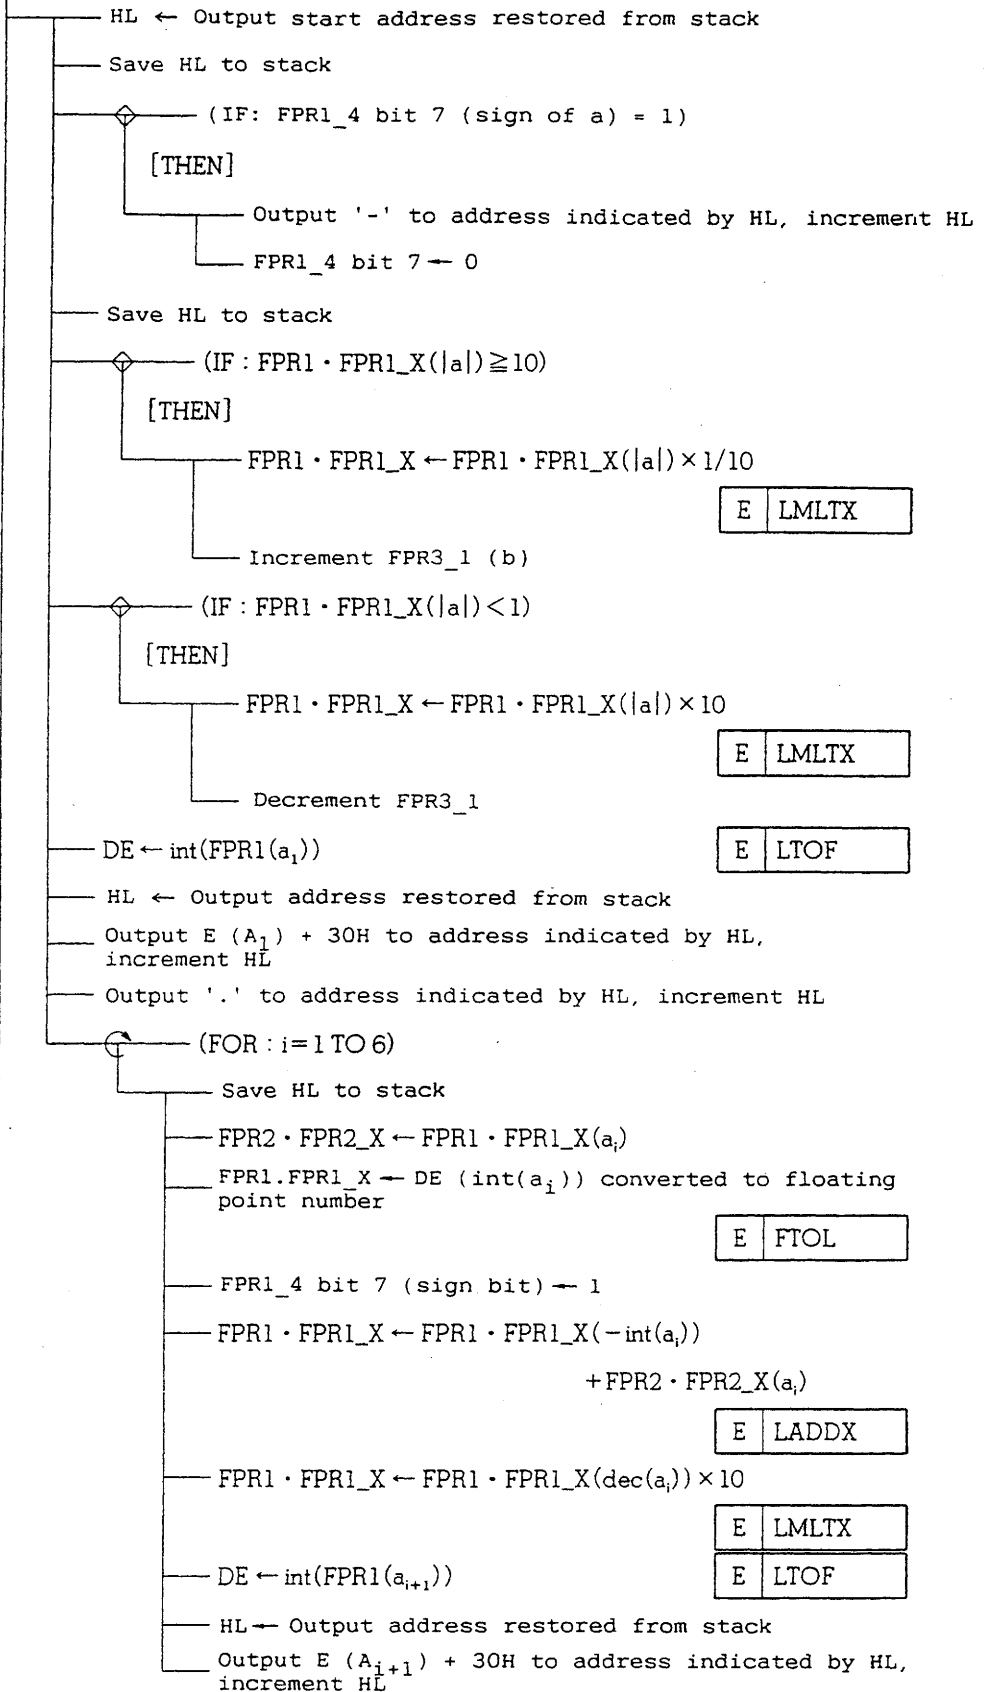 HL ← Output start address restored from stack
Save HL to stack
(IF: FPR1_4 bit 7 (sign of a) = 1)
[THEN]
Output '-' to address indicated by HL, increment HL
FPR1_4 bit 7 ← 0
Save HL to stack
(IF : FPR1・FPR1_X(|a|)≧10)
[THEN]
FPR1・FPR1_X ← FPR1・FPR1_X(|a|)×1/10
E LMLTX
Increment FPR3_1 (b)
(IF : FPR1・FPR1_X(|a|)<1)
[THEN]
FPR1・FPR1_X ← FPR1・FPR1_X(|a|)×10
E LMLTX
Decrement FPR3_1
DE ← int(FPR1(a₁))
E LTOF
HL ← Output address restored from stack
Output E (A₁) + 30H to address indicated by HL,
increment HL
Output '.' to address indicated by HL, increment HL
(FOR : i=1 TO 6)
Save HL to stack
FPR2・FPR2_X ← FPR1・FPR1_X(aᵢ)
FPR1.FPR1_X ← DE (int(aᵢ)) converted to floating
point number
E FTOL
FPR1_4 bit 7 (sign bit) ← 1
FPR1・FPR1_X ← FPR1・FPR1_X(−int(aᵢ))
+FPR2・FPR2_X(aᵢ)
E LADDX
FPR1・FPR1_X ← FPR1・FPR1_X(dec(aᵢ))×10
E LMLTX
DE ← int(FPR1(aᵢ₊₁))
E LTOF
HL ← Output address restored from stack
Output E (Aᵢ₊₁) + 30H to address indicated by HL,
increment HL